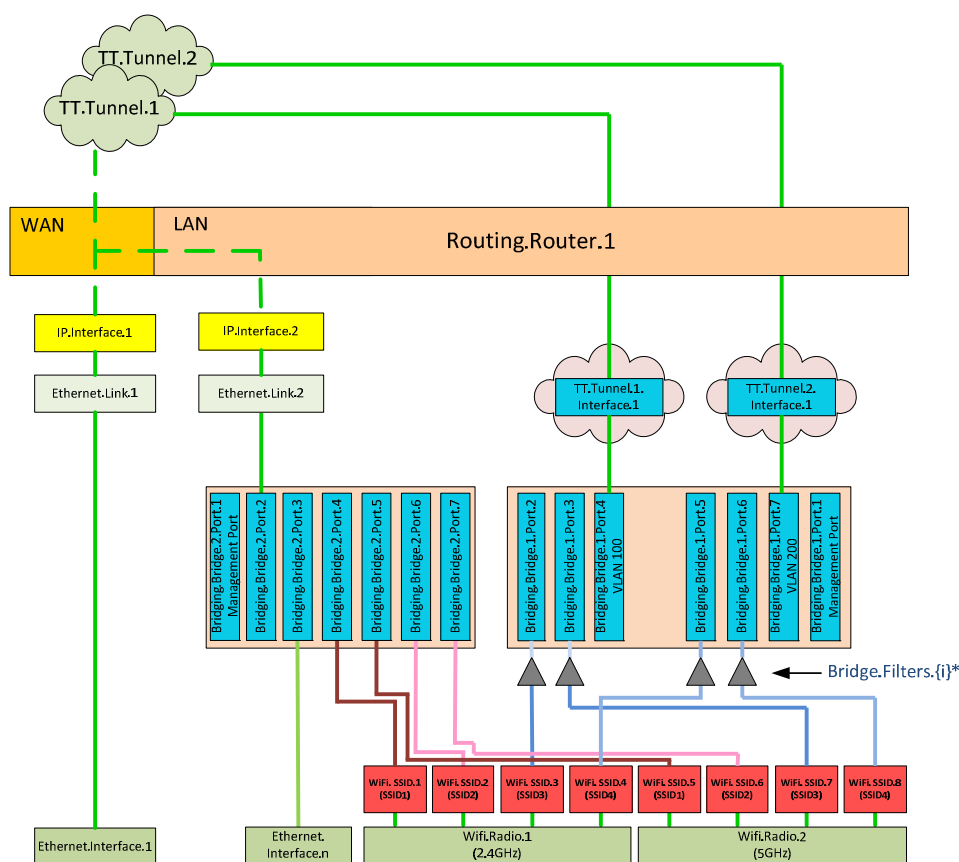 TT.Tunnel.2
TT.Tunnel.1
WAN
LAN
Routing.Router.1
IP.Interface.1
IP.Interface.2
Ethernet.Link.1
Ethernet.Link.2
TT.Tunnel.1.
Interface.1
TT.Tunnel.2.
Interface.1
Bridging.Bridge.2.Port.1
Management Port
Bridging.Bridge.2.Port.2
Bridging.Bridge.2.Port.3
Bridging.Bridge.2.Port.4
Bridging.Bridge.2.Port.5
Bridging.Bridge.2.Port.6
Bridging.Bridge.2.Port.7
Bridging.Bridge.1.Port.2
Bridging.Bridge.1.Port.3
Bridging.Bridge.1.Port.4
VLAN 100
Bridging.Bridge.1.Port.5
Bridging.Bridge.1.Port.6
Bridging.Bridge.1.Port.7
VLAN 200
Bridging.Bridge.1.Port.1
Management Port
Bridge.Filters.{i}*
WiFi. SSID.1
(SSID1)
WiFi. SSID.2
(SSID2)
WiFi. SSID.3
(SSID3)
WiFi. SSID.4
(SSID4)
WiFi. SSID.5
(SSID1)
WiFi. SSID.6
(SSID2)
WiFi. SSID.7
(SSID3)
WiFi. SSID.8
(SSID4)
Ethernet.Interface.1
Ethernet.
Interface.n
Wifi.Radio.1
(2.4GHz)
Wifi.Radio.2
(5GHz)